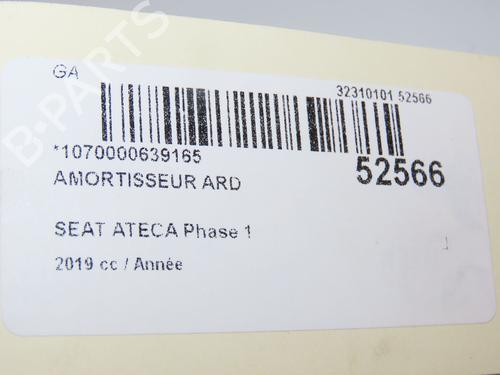 GA
32310101 52566
*1070000639165
52566
AMORTISSEUR ARD
SEAT ATECA Phase 1
2019 cc / Année
B-PARTS